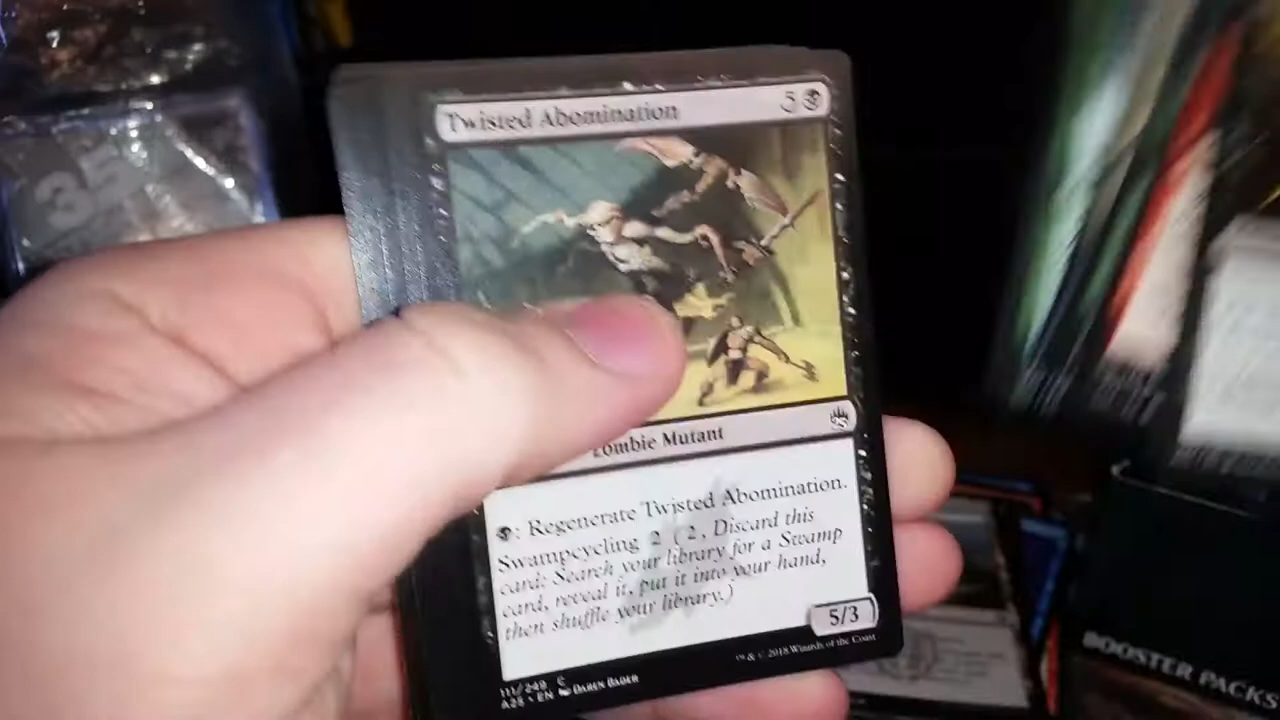 Twisted Abomination 5
35
Zombie Mutant
: Regenerate Twisted Abomination.
Swampcycling 2 (2, Discard this
card: Search your library for a Swamp
card, reveal it, put it into your hand,
then shuffle your library.)
5/3
™ & © 2018 Wizards of the Coast
111/249 C
A25 • EN DAREN BADER
BOOSTER PACKS